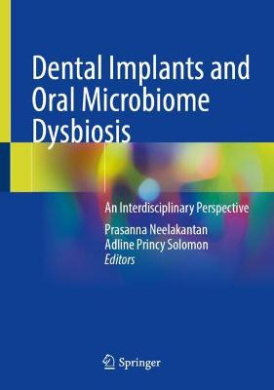 Dental Implants and
Oral Microbiome
Dysbiosis
An Interdisciplinary Perspective
Prasanna Neelakantan
Adline Princy Solomon
Editors
Springer